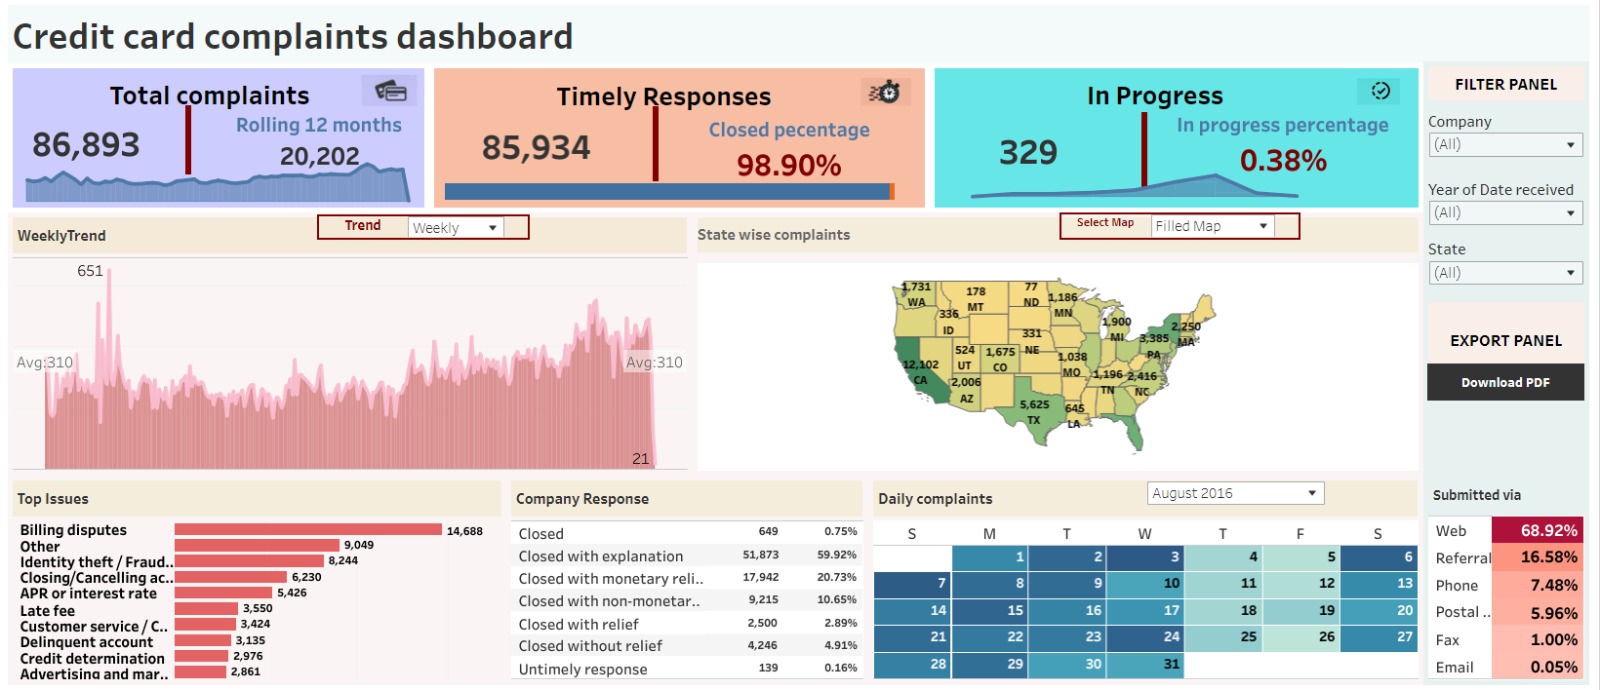 Credit card complaints dashboard
Total complaints
86,893
Rolling 12 months
20,202
Timely Responses
85,934
Closed pecentage
98.90%
In Progress
329
In progress percentage
0.38%
FILTER PANEL
Company
(All)
Year of Date received
(All)
State
(All)
EXPORT PANEL
Download PDF
WeeklyTrend
Trend
Weekly
651
Avg:310
Avg:310
21
State wise complaints
Select Map
Filled Map
1,731
WA
178
MT
77
ND
1,186
MN
336
ID
1,900
MI
2,250
MA
331
NE
3,385
PA
524
UT
1,675
CO
1,038
MO
12,102
CA
2,006
AZ
1,196
TN
2,416
NC
5,625
TX
645
LA
Top Issues
Billing disputes 14,688
Other 9,049
Identity theft / Fraud.. 8,244
Closing/Cancelling ac.. 6,230
APR or interest rate 5,426
Late fee 3,550
Customer service / C.. 3,424
Delinquent account 3,135
Credit determination 2,976
Advertising and mar.. 2,861
Company Response
Closed 649 0.75%
Closed with explanation 51,873 59.92%
Closed with monetary reli.. 17,942 20.73%
Closed with non-monetar.. 9,215 10.65%
Closed with relief 2,500 2.89%
Closed without relief 4,246 4.91%
Untimely response 139 0.16%
Daily complaints
August 2016
S M T W T F S
1 2 3 4 5 6
7 8 9 10 11 12 13
14 15 16 17 18 19 20
21 22 23 24 25 26 27
28 29 30 31
Submitted via
Web 68.92%
Referral 16.58%
Phone 7.48%
Postal .. 5.96%
Fax 1.00%
Email 0.05%